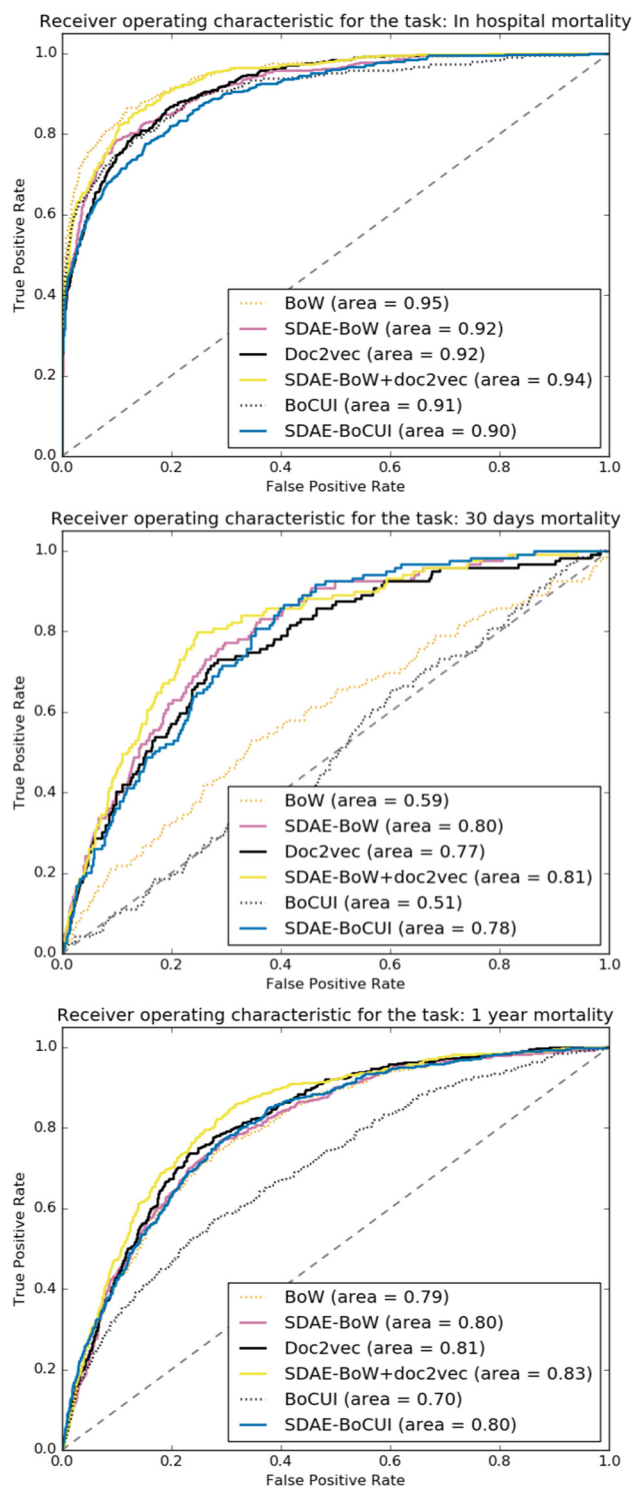 Receiver operating characteristic for the task: In hospital mortality
1.0
0.8
0.6
0.4
0.2
0.0
True Positive Rate
BoW (area = 0.95)
SDAE-BoW (area = 0.92)
Doc2vec (area = 0.92)
SDAE-BoW+doc2vec (area = 0.94)
BoCUI (area = 0.91)
SDAE-BoCUI (area = 0.90)
0.0 0.2 0.4 0.6 0.8 1.0
False Positive Rate
Receiver operating characteristic for the task: 30 days mortality
1.0
0.8
0.6
0.4
0.2
0.0
True Positive Rate
BoW (area = 0.59)
SDAE-BoW (area = 0.80)
Doc2vec (area = 0.77)
SDAE-BoW+doc2vec (area = 0.81)
BoCUI (area = 0.51)
SDAE-BoCUI (area = 0.78)
0.0 0.2 0.4 0.6 0.8 1.0
False Positive Rate
Receiver operating characteristic for the task: 1 year mortality
1.0
0.8
0.6
0.4
0.2
0.0
True Positive Rate
BoW (area = 0.79)
SDAE-BoW (area = 0.80)
Doc2vec (area = 0.81)
SDAE-BoW+doc2vec (area = 0.83)
BoCUI (area = 0.70)
SDAE-BoCUI (area = 0.80)
0.0 0.2 0.4 0.6 0.8 1.0
False Positive Rate